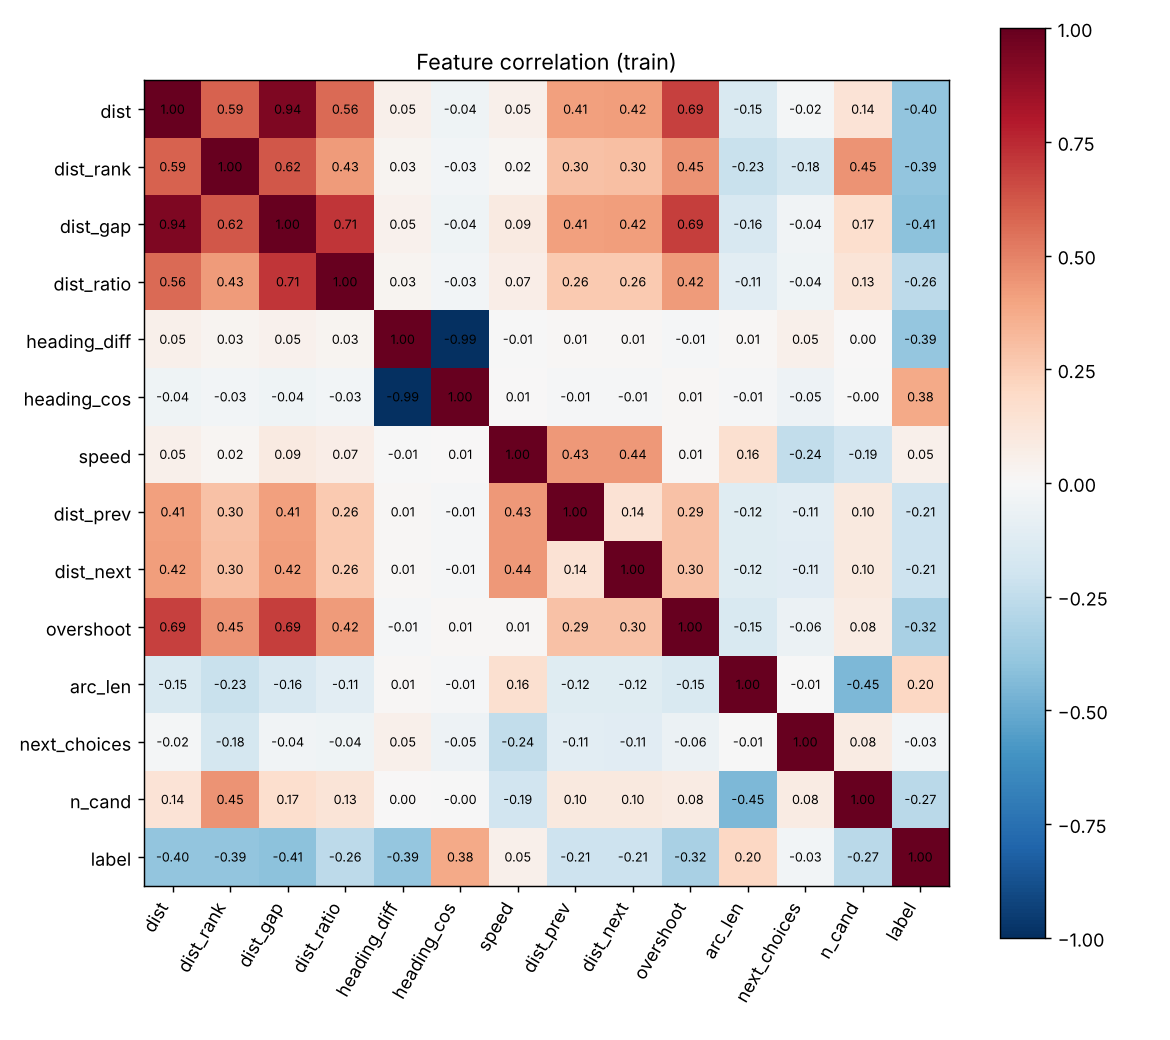 Feature correlation (train)
dist 1.00 0.59 0.94 0.56 0.05 -0.04 0.05 0.41 0.42 0.69 -0.15 -0.02 0.14 -0.40
dist_rank 0.59 1.00 0.62 0.43 0.03 -0.03 0.02 0.30 0.30 0.45 -0.23 -0.18 0.45 -0.39
dist_gap 0.94 0.62 1.00 0.71 0.05 -0.04 0.09 0.41 0.42 0.69 -0.16 -0.04 0.17 -0.41
dist_ratio 0.56 0.43 0.71 1.00 0.03 -0.03 0.07 0.26 0.26 0.42 -0.11 -0.04 0.13 -0.26
heading_diff 0.05 0.03 0.05 0.03 1.00 -0.99 -0.01 0.01 0.01 -0.01 0.01 0.05 0.00 -0.39
heading_cos -0.04 -0.03 -0.04 -0.03 -0.99 1.00 0.01 -0.01 -0.01 0.01 -0.01 -0.05 -0.00 0.38
speed 0.05 0.02 0.09 0.07 -0.01 0.01 1.00 0.43 0.44 0.01 0.16 -0.24 -0.19 0.05
dist_prev 0.41 0.30 0.41 0.26 0.01 -0.01 0.43 1.00 0.14 0.29 -0.12 -0.11 0.10 -0.21
dist_next 0.42 0.30 0.42 0.26 0.01 -0.01 0.44 0.14 1.00 0.30 -0.12 -0.11 0.10 -0.21
overshoot 0.69 0.45 0.69 0.42 -0.01 0.01 0.01 0.29 0.30 1.00 -0.15 -0.06 0.08 -0.32
arc_len -0.15 -0.23 -0.16 -0.11 0.01 -0.01 0.16 -0.12 -0.12 -0.15 1.00 -0.01 -0.45 0.20
next_choices -0.02 -0.18 -0.04 -0.04 0.05 -0.05 -0.24 -0.11 -0.11 -0.06 -0.01 1.00 0.08 -0.03
n_cand 0.14 0.45 0.17 0.13 0.00 -0.00 -0.19 0.10 0.10 0.08 -0.45 0.08 1.00 -0.27
label -0.40 -0.39 -0.41 -0.26 -0.39 0.38 0.05 -0.21 -0.21 -0.32 0.20 -0.03 -0.27 1.00
dist dist_rank dist_gap dist_ratio heading_diff heading_cos speed dist_prev dist_next overshoot arc_len next_choices n_cand label
1.00
0.75
0.50
0.25
0.00
−0.25
−0.50
−0.75
−1.00